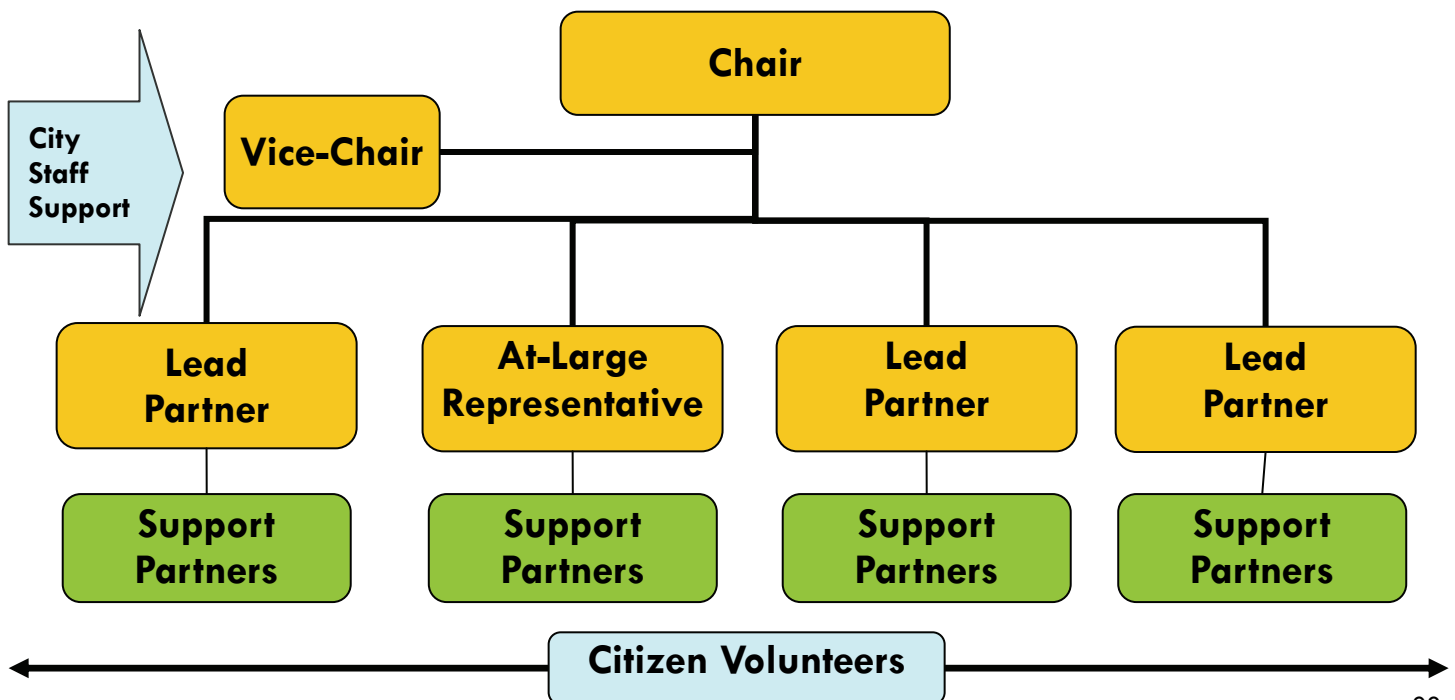 Chair
Vice-Chair
City
Staff
Support
Lead
Partner
At-Large
Representative
Lead
Partner
Lead
Partner
Support
Partners
Support
Partners
Support
Partners
Support
Partners
Citizen Volunteers